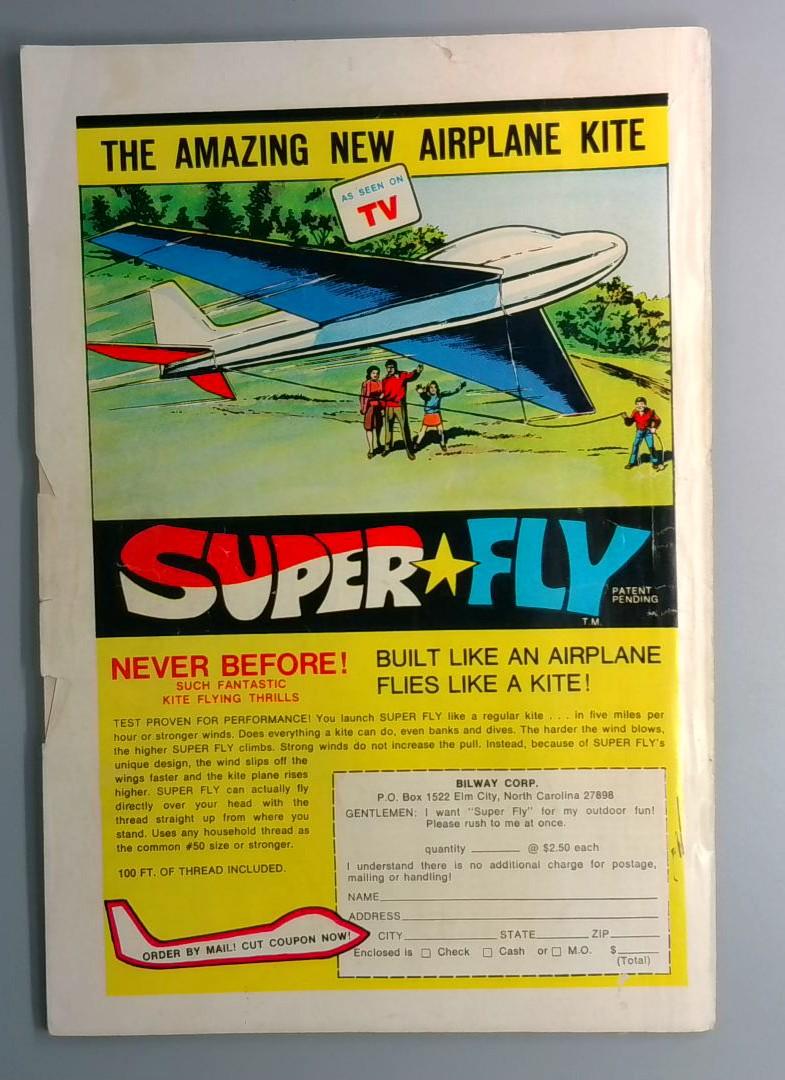 THE AMAZING NEW AIRPLANE KITE
AS SEEN ON
TV
SUPER★FLY
PATENT
PENDING
T.M.
NEVER BEFORE!
SUCH FANTASTIC
KITE FLYING THRILLS
BUILT LIKE AN AIRPLANE
FLIES LIKE A KITE!
TEST PROVEN FOR PERFORMANCE! You launch SUPER FLY like a regular kite . . . in five miles per
hour or stronger winds. Does everything a kite can do, even banks and dives. The harder the wind blows,
the higher SUPER FLY climbs. Strong winds do not increase the pull. Instead, because of SUPER FLY'S
unique design, the wind slips off the
wings faster and the kite plane rises
higher. SUPER FLY can actually fly
directly over your head with the
thread straight up from where you
stand. Uses any household thread as
the common #50 size or stronger.
100 FT. OF THREAD INCLUDED.
ORDER BY MAIL! CUT COUPON NOW!
BILWAY CORP.
P.O. Box 1522 Elm City, North Carolina 27898
GENTLEMEN: I want "Super Fly" for my outdoor fun!
Please rush to me at once.
quantity ________ @ $2.50 each
I understand there is no additional charge for postage,
mailing or handling!
NAME
ADDRESS
CITY STATE ZIP
Enclosed is □ Check □ Cash or □ M.O. $
(Total)